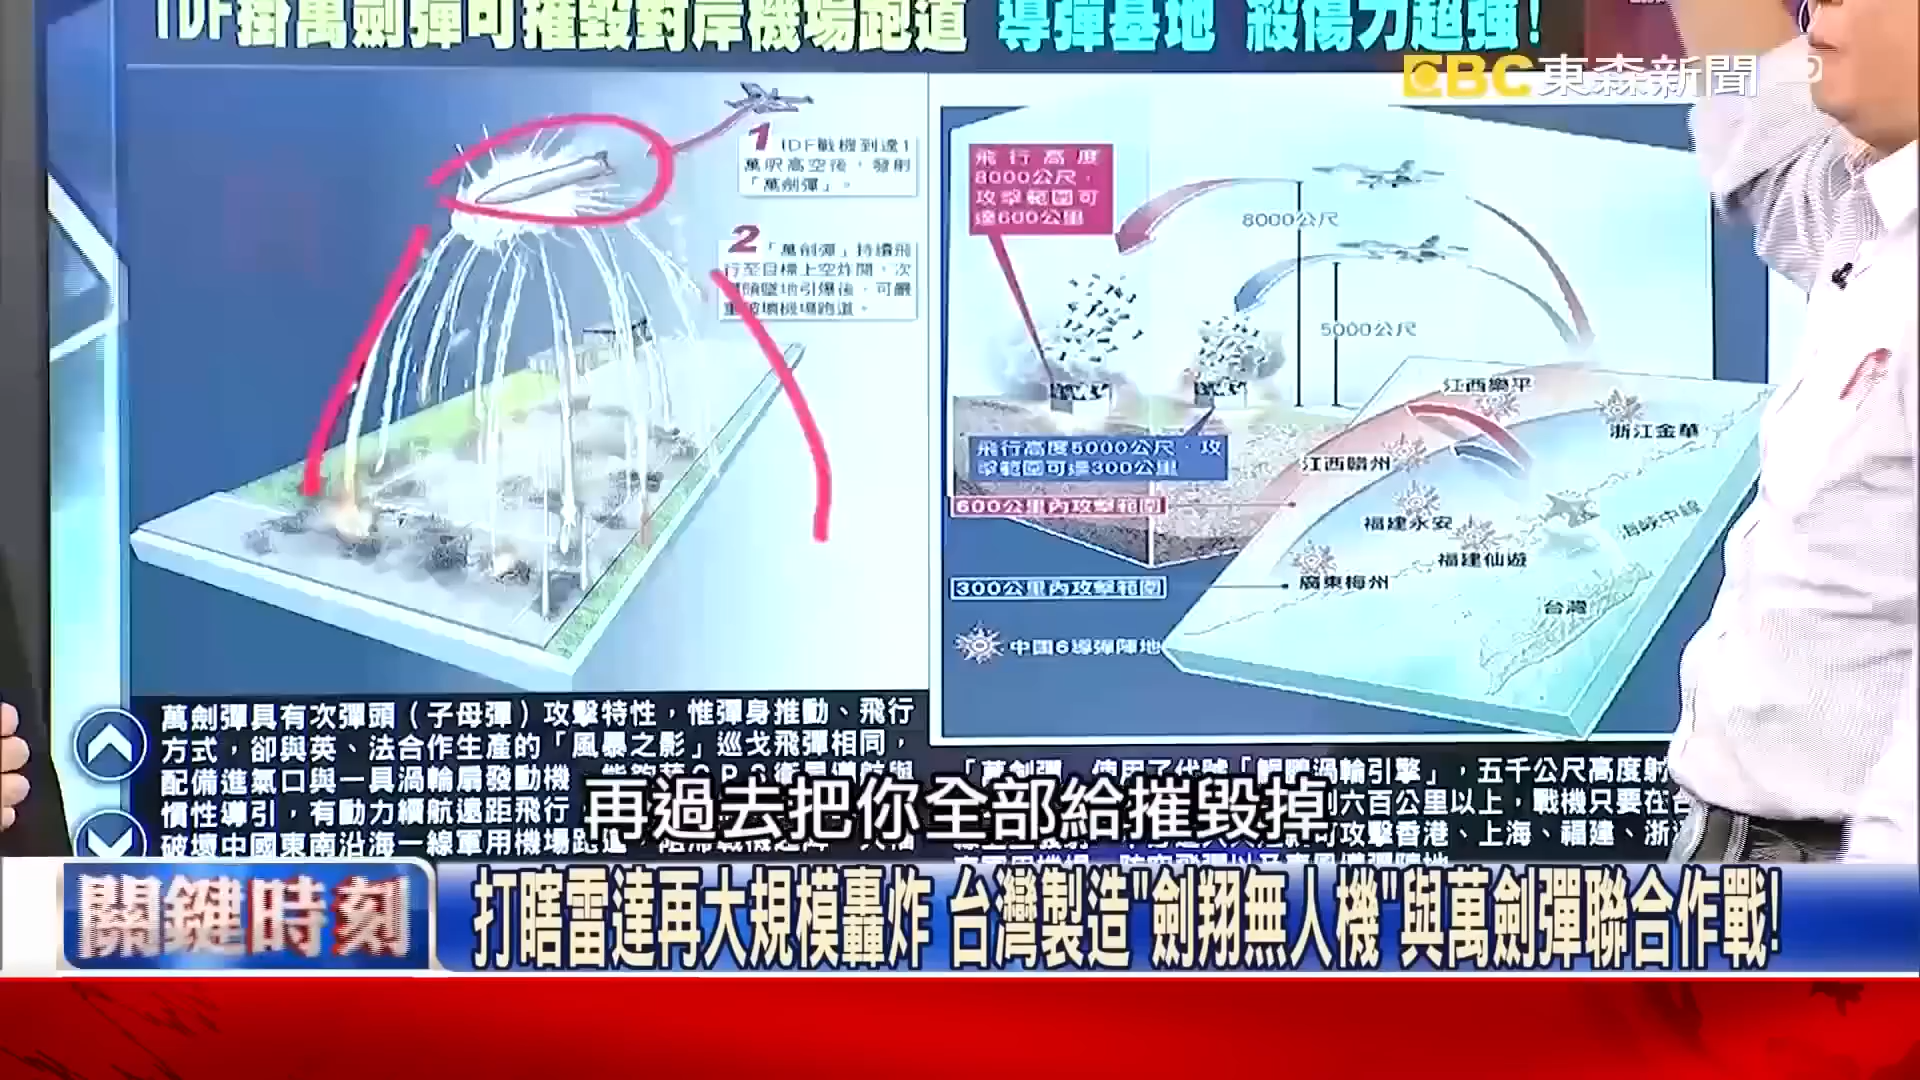 IDF掛萬劍彈可摧毀對岸機場跑道 導彈基地 殺傷力超強!
EBC東森新聞
1 IDF戰機到達1
萬呎高空後，發射
「萬劍彈」。
2「萬劍彈」持續飛
行至目標上空炸開，次
彈頭墜地引爆後，可嚴
重破壞機場跑道。
飛行高度
8000公尺，
攻擊範圍可
達600公里
8000公尺
5000公尺
飛行高度5000公尺，攻
擊範圍可達300公里
600公里內攻擊範圍
300公里內攻擊範圍
中國6導彈陣地
江西樂平
浙江金華
江西贛州
福建永安
福建仙遊
廣東梅州
海峽中線
台灣
萬劍彈具有次彈頭（子母彈）攻擊特性，惟彈身推動、飛行
方式，卻與英、法合作生產的「風暴之影」巡弋飛彈相同，
配備進氣口與一具渦輪扇發動機
慣性導引，有動力續航遠距飛行
破壞中國東南沿海一線軍用機場跑道
「萬劍彈」使用了代號「鯤鵬渦輪引擎」，五千公尺高度射
六百公里以上，戰機只要在台
可攻擊香港、上海、福建、浙
再過去把你全部給摧毀掉
關鍵時刻
打瞎雷達再大規模轟炸 台灣製造"劍翔無人機"與萬劍彈聯合作戰!